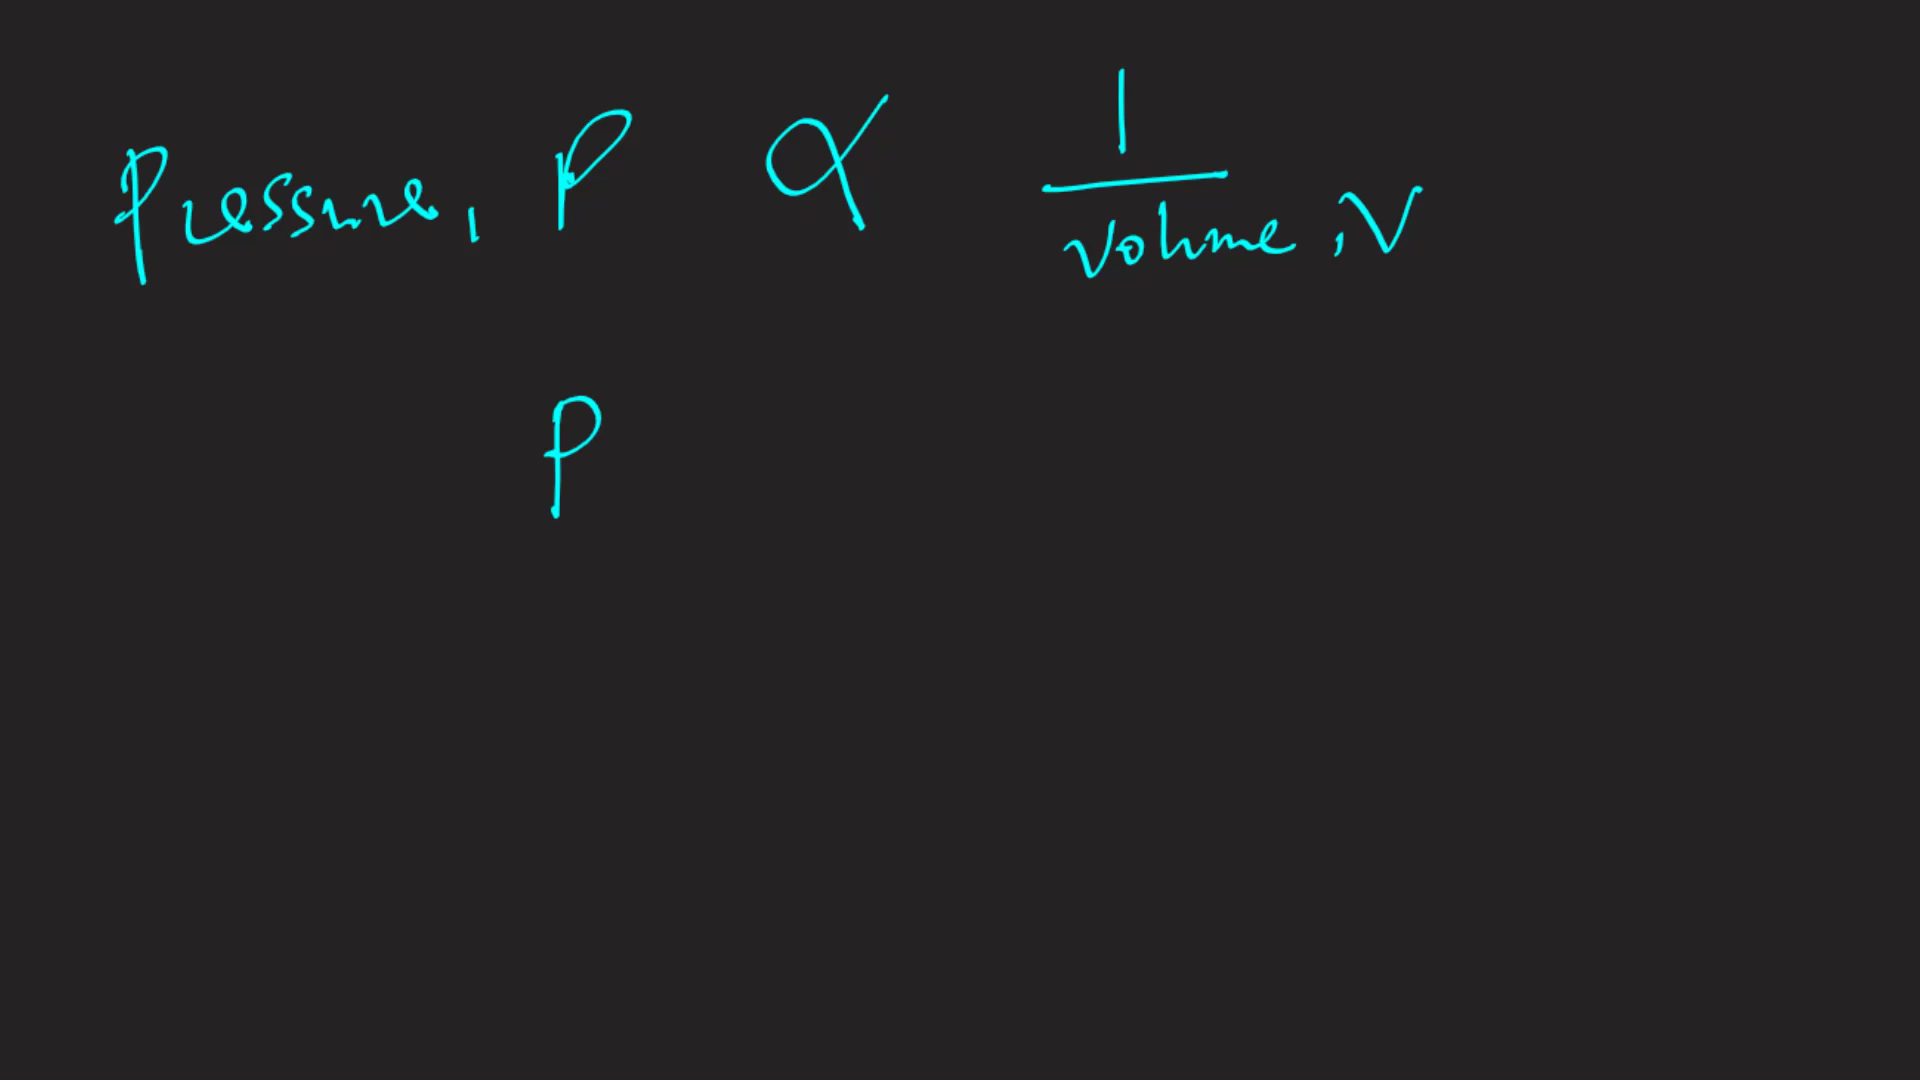 Pressure, P ∝ 1
volume, V
P